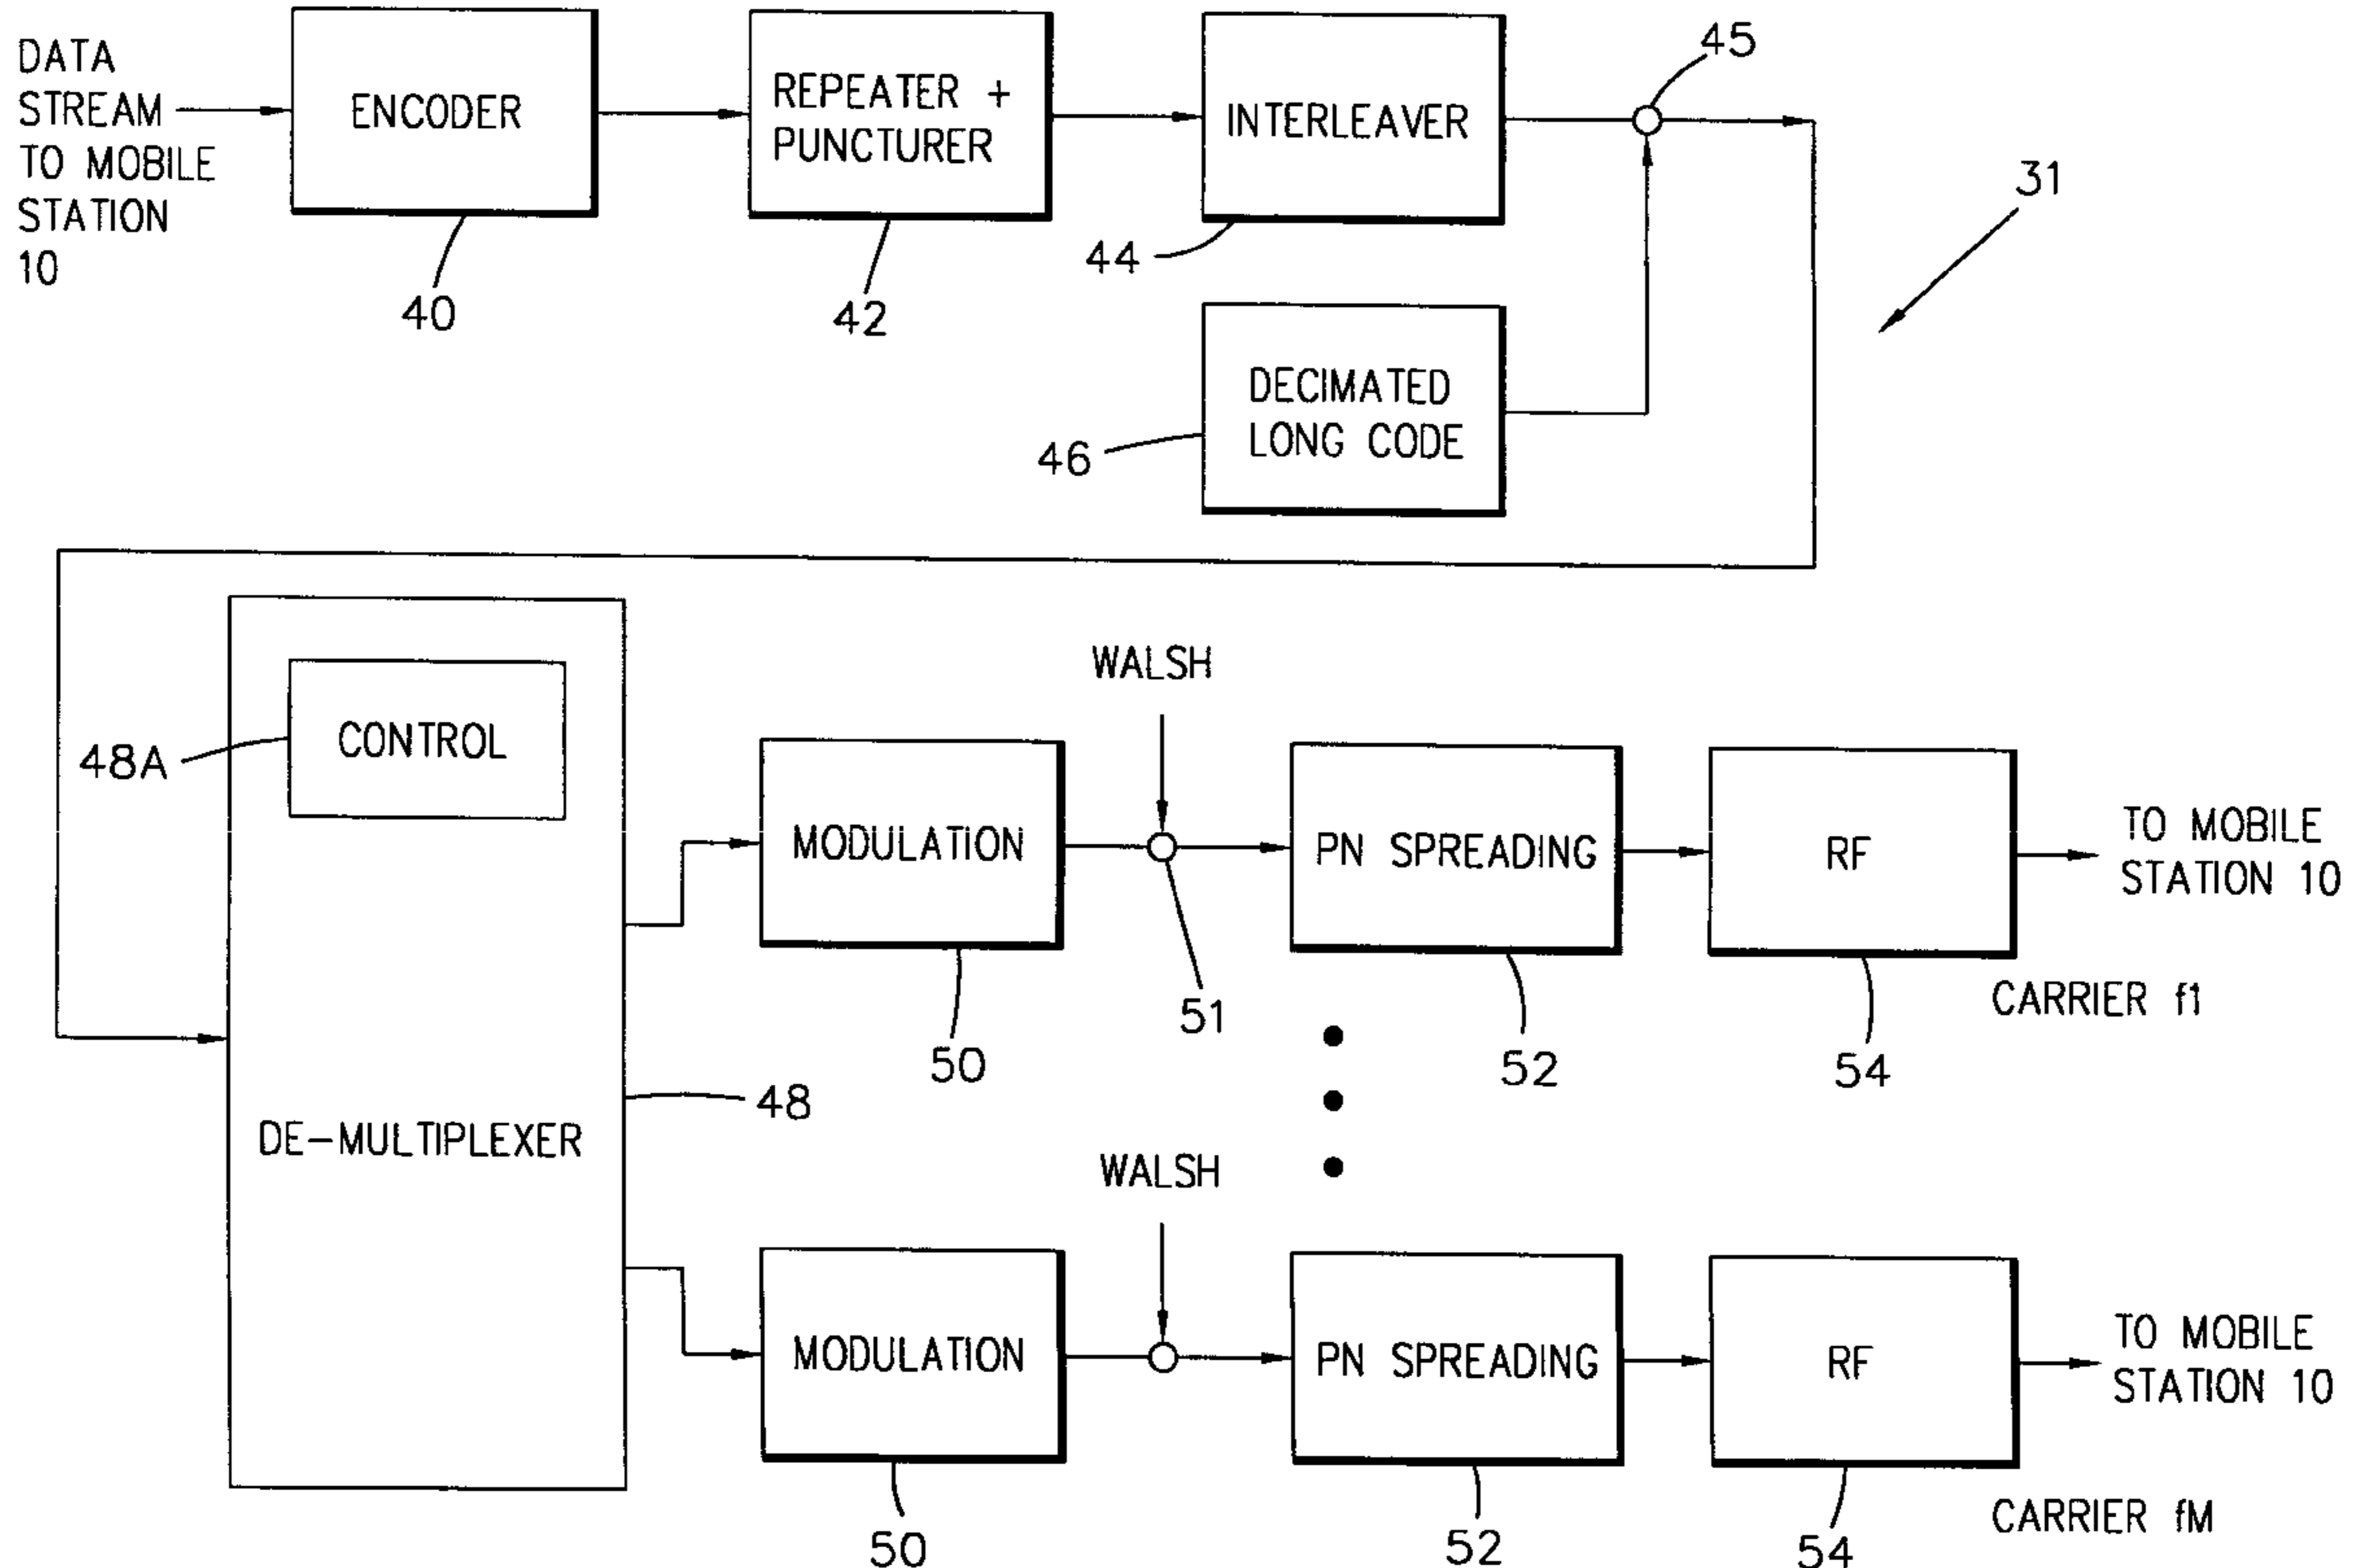 DATA
STREAM
TO MOBILE
STATION
10
ENCODER
40
REPEATER +
PUNCTURER
42
INTERLEAVER
44
45
DECIMATED
LONG CODE
46
31
CONTROL
48A
DE-MULTIPLEXER
48
WALSH
MODULATION
50
51
PN SPREADING
52
RF
54
TO MOBILE
STATION 10
CARRIER f1
WALSH
MODULATION
50
PN SPREADING
52
RF
54
TO MOBILE
STATION 10
CARRIER fM